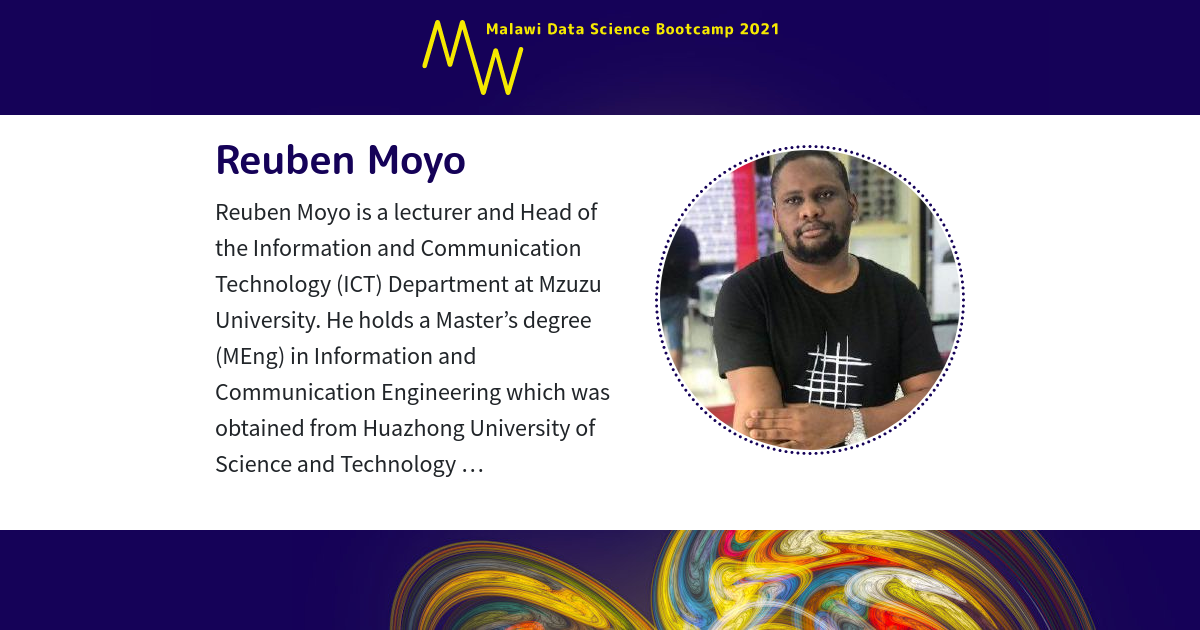 Malawi Data Science Bootcamp 2021
MW
Reuben Moyo
Reuben Moyo is a lecturer and Head of
the Information and Communication
Technology (ICT) Department at Mzuzu
University. He holds a Master’s degree
(MEng) in Information and
Communication Engineering which was
obtained from Huazhong University of
Science and Technology …